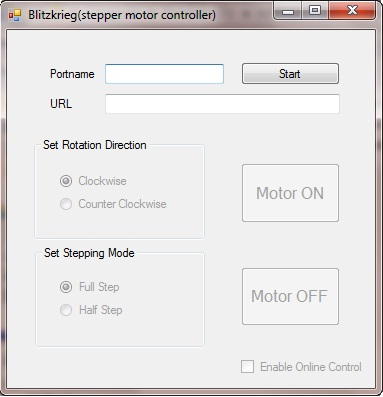 Blitzkrieg(stepper motor controller)
Portname
Start
URL
Set Rotation Direction
Clockwise
Counter Clockwise
Motor ON
Set Stepping Mode
Full Step
Half Step
Motor OFF
Enable Online Control